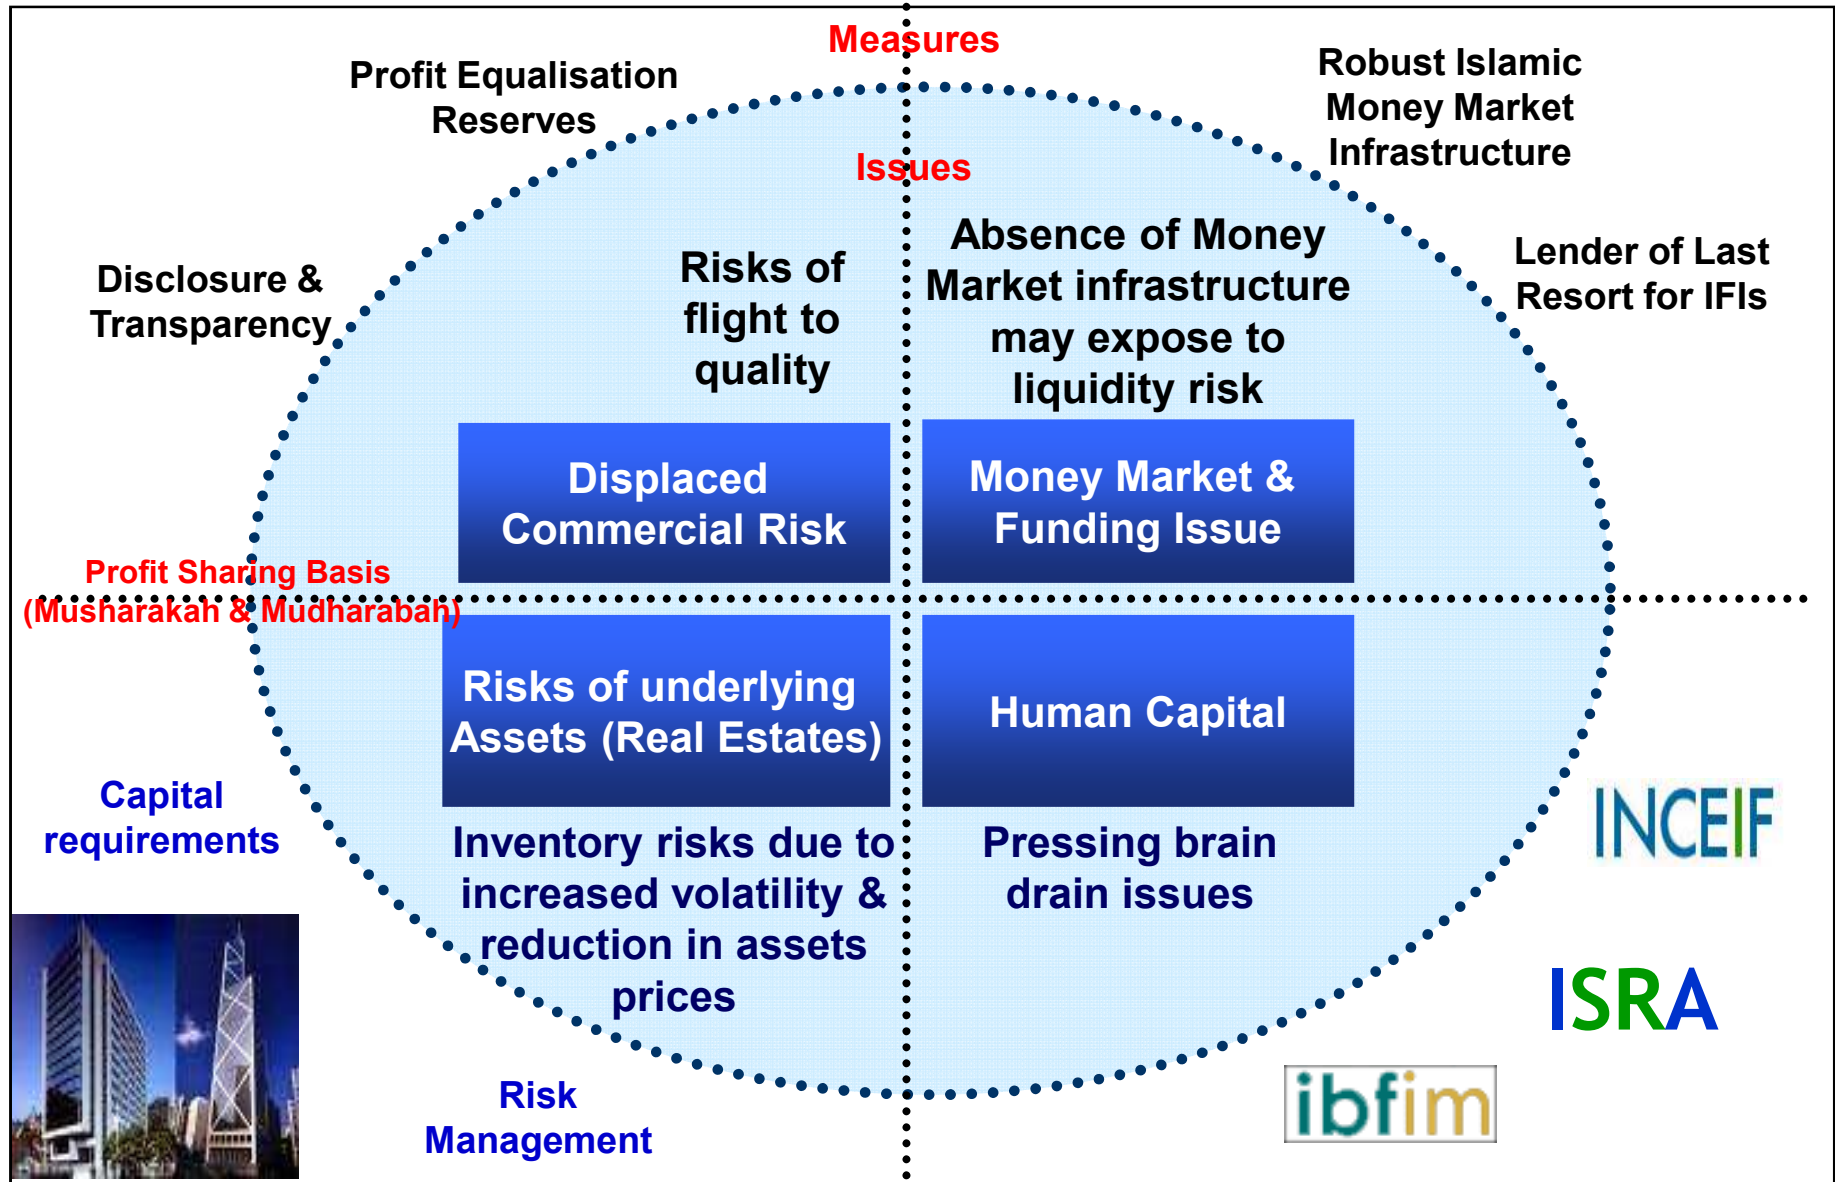 Measures
Profit Equalisation
Reserves
Robust Islamic
Money Market
Infrastructure
Issues
Disclosure &
Transparency
Risks of
flight to
quality
Absence of Money
Market infrastructure
may expose to
liquidity risk
Lender of Last
Resort for IFIs
Displaced
Commercial Risk
Money Market &
Funding Issue
Profit Sharing Basis
(Musharakah & Mudharabah)
Risks of underlying
Assets (Real Estates)
Human Capital
Capital
requirements
Inventory risks due to
increased volatility &
reduction in assets
prices
Pressing brain
drain issues
INCEIF
ISRA
Risk
Management
ibfim